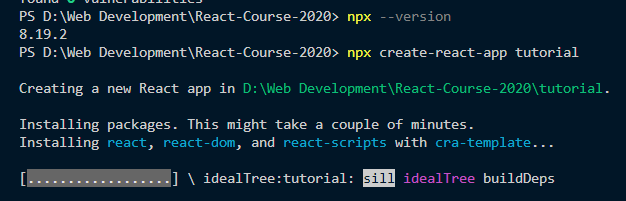 found 0 vulnerabilities
PS D:\Web Development\React-Course-2020> npx --version
8.19.2
PS D:\Web Development\React-Course-2020> npx create-react-app tutorial
Creating a new React app in D:\Web Development\React-Course-2020\tutorial.
Installing packages. This might take a couple of minutes.
Installing react, react-dom, and react-scripts with cra-template...
[..................] \ idealTree:tutorial: sill idealTree buildDeps